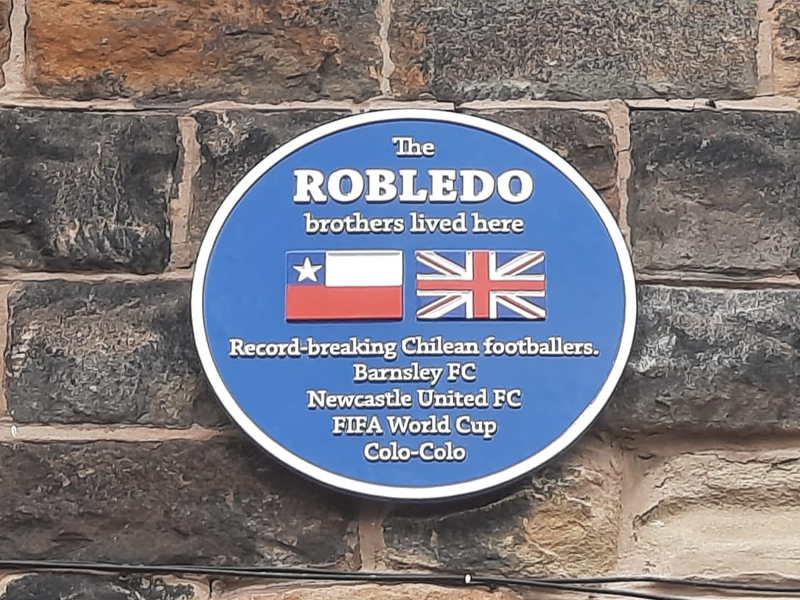 The
ROBLEDO
brothers lived here
Record-breaking Chilean footballers.
Barnsley FC
Newcastle United FC
FIFA World Cup
Colo-Colo